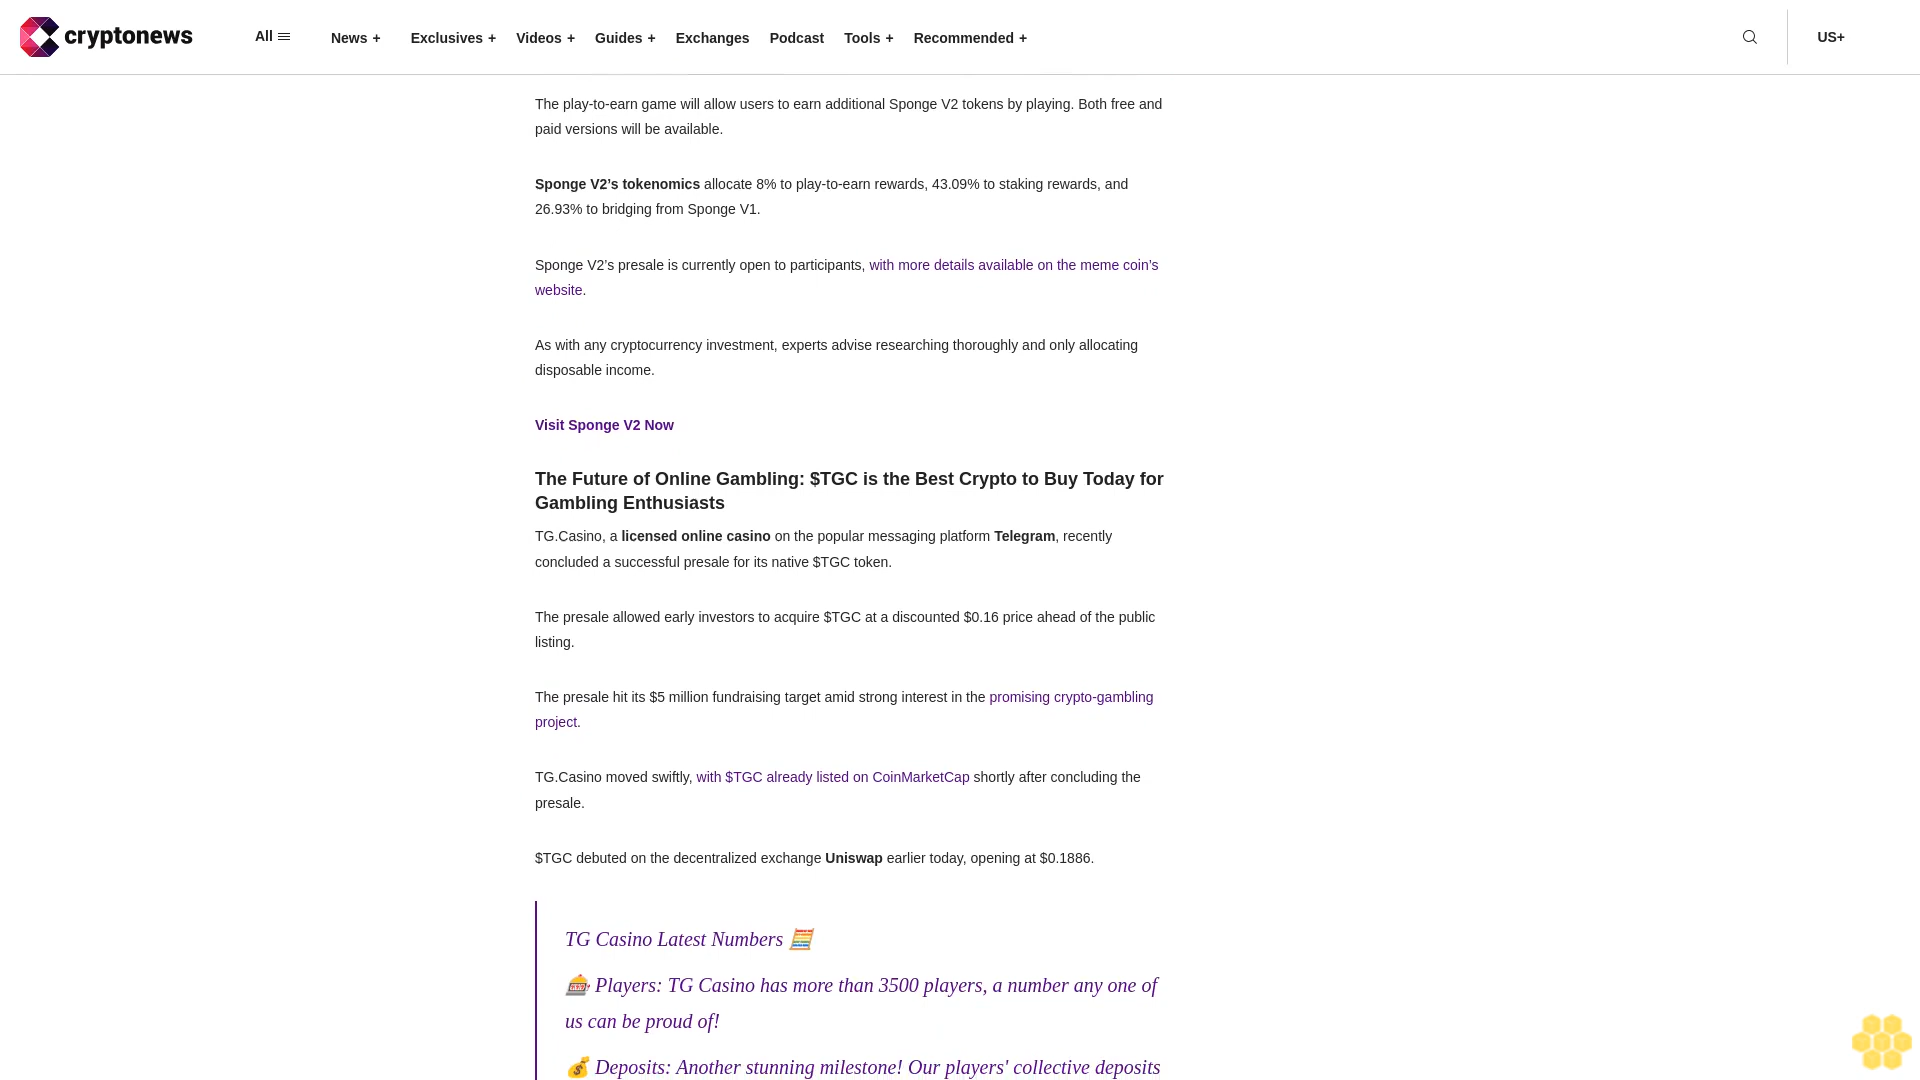 cryptonews
All
News +
Exclusives +
Videos +
Guides +
Exchanges
Podcast
Tools +
Recommended +
US+
The play-to-earn game will allow users to earn additional Sponge V2 tokens by playing. Both free and
paid versions will be available.
Sponge V2’s tokenomics allocate 8% to play-to-earn rewards, 43.09% to staking rewards, and
26.93% to bridging from Sponge V1.
Sponge V2’s presale is currently open to participants, with more details available on the meme coin’s
website.
As with any cryptocurrency investment, experts advise researching thoroughly and only allocating
disposable income.
Visit Sponge V2 Now
The Future of Online Gambling: $TGC is the Best Crypto to Buy Today for
Gambling Enthusiasts
TG.Casino, a licensed online casino on the popular messaging platform Telegram, recently
concluded a successful presale for its native $TGC token.
The presale allowed early investors to acquire $TGC at a discounted $0.16 price ahead of the public
listing.
The presale hit its $5 million fundraising target amid strong interest in the promising crypto-gambling
project.
TG.Casino moved swiftly, with $TGC already listed on CoinMarketCap shortly after concluding the
presale.
$TGC debuted on the decentralized exchange Uniswap earlier today, opening at $0.1886.
TG Casino Latest Numbers 🧮
🎰 Players: TG Casino has more than 3500 players, a number any one of
us can be proud of!
💰 Deposits: Another stunning milestone! Our players' collective deposits